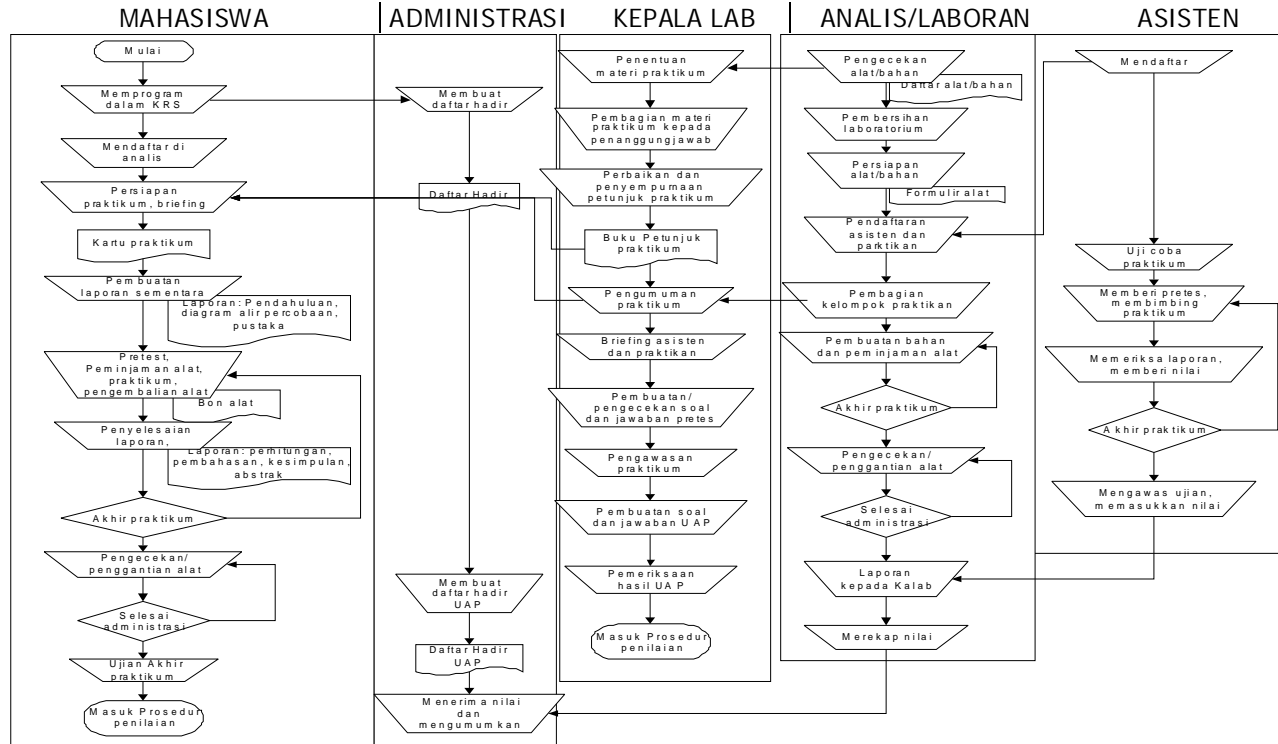 MAHASISWA
ADMINISTRASI
KEPALA LAB
ANALIS/LABORAN
ASISTEN
Mulai
Memprogram
dalam KRS
Mendaftar di
analis
Persiapan
praktikum, briefing
Kartu praktikum
Pembuatan
laporan sementara
Laporan: Pendahuluan,
diagram alir percobaan,
pustaka
Pretest,
Peminjaman alat,
praktikum,
pengembalian alat
Bon alat
Penyelesaian
laporan,
Laporan: perhitungan,
pembahasan, kesimpulan,
abstrak
Akhir praktikum
Pengecekan/
penggantian alat
Selesai
administrasi
Ujian Akhir
praktikum
Masuk Prosedur
penilaian
Membuat
daftar hadir
Daftar Hadir
Membuat
daftar hadir
UAP
Daftar Hadir
UAP
Menerima nilai
dan
mengumumkan
Penentuan
materi praktikum
Pembagian materi
praktikum kepada
penanggungjawab
Perbaikan dan
penyempurnaan
petunjuk praktikum
Buku Petunjuk
praktikum
Pengumuman
praktikum
Briefing asisten
dan praktikan
Pembuatan/
pengecekan soal
dan jawaban pretes
Pengawasan
praktikum
Pembuatan soal
dan jawaban UAP
Pemeriksaan
hasil UAP
Masuk Prosedur
penilaian
Pengecekan
alat/bahan
Daftar alat/bahan
Pembersihan
laboratorium
Persiapan
alat/bahan
Formulir alat
Pendaftaran
asisten dan
parktikan
Pembagian
kelompok praktikan
Pembuatan bahan
dan peminjaman alat
Akhir praktikum
Pengecekan/
penggantian alat
Selesai
administrasi
Laporan
kepada Kalab
Merekap nilai
Mendaftar
Uji coba
praktikum
Memberi pretes,
membimbing
praktikum
Memeriksa laporan,
memberi nilai
Akhir praktikum
Mengawas ujian,
memasukkan nilai